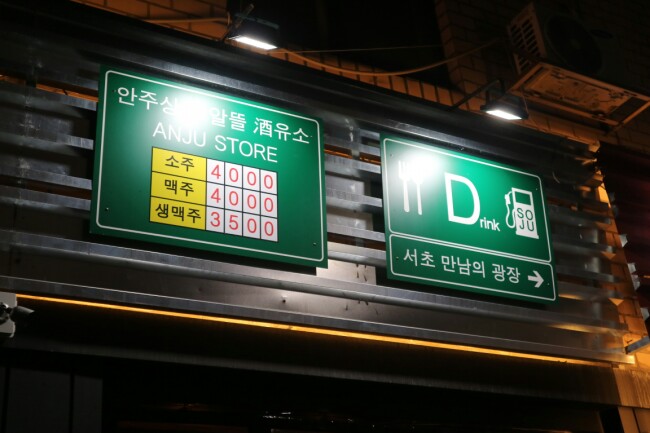 안주상 알뜰 酒유소
ANJU STORE
소주 4000
맥주 4000
생맥주 3500
Drink
SOJU
서초 만남의 광장